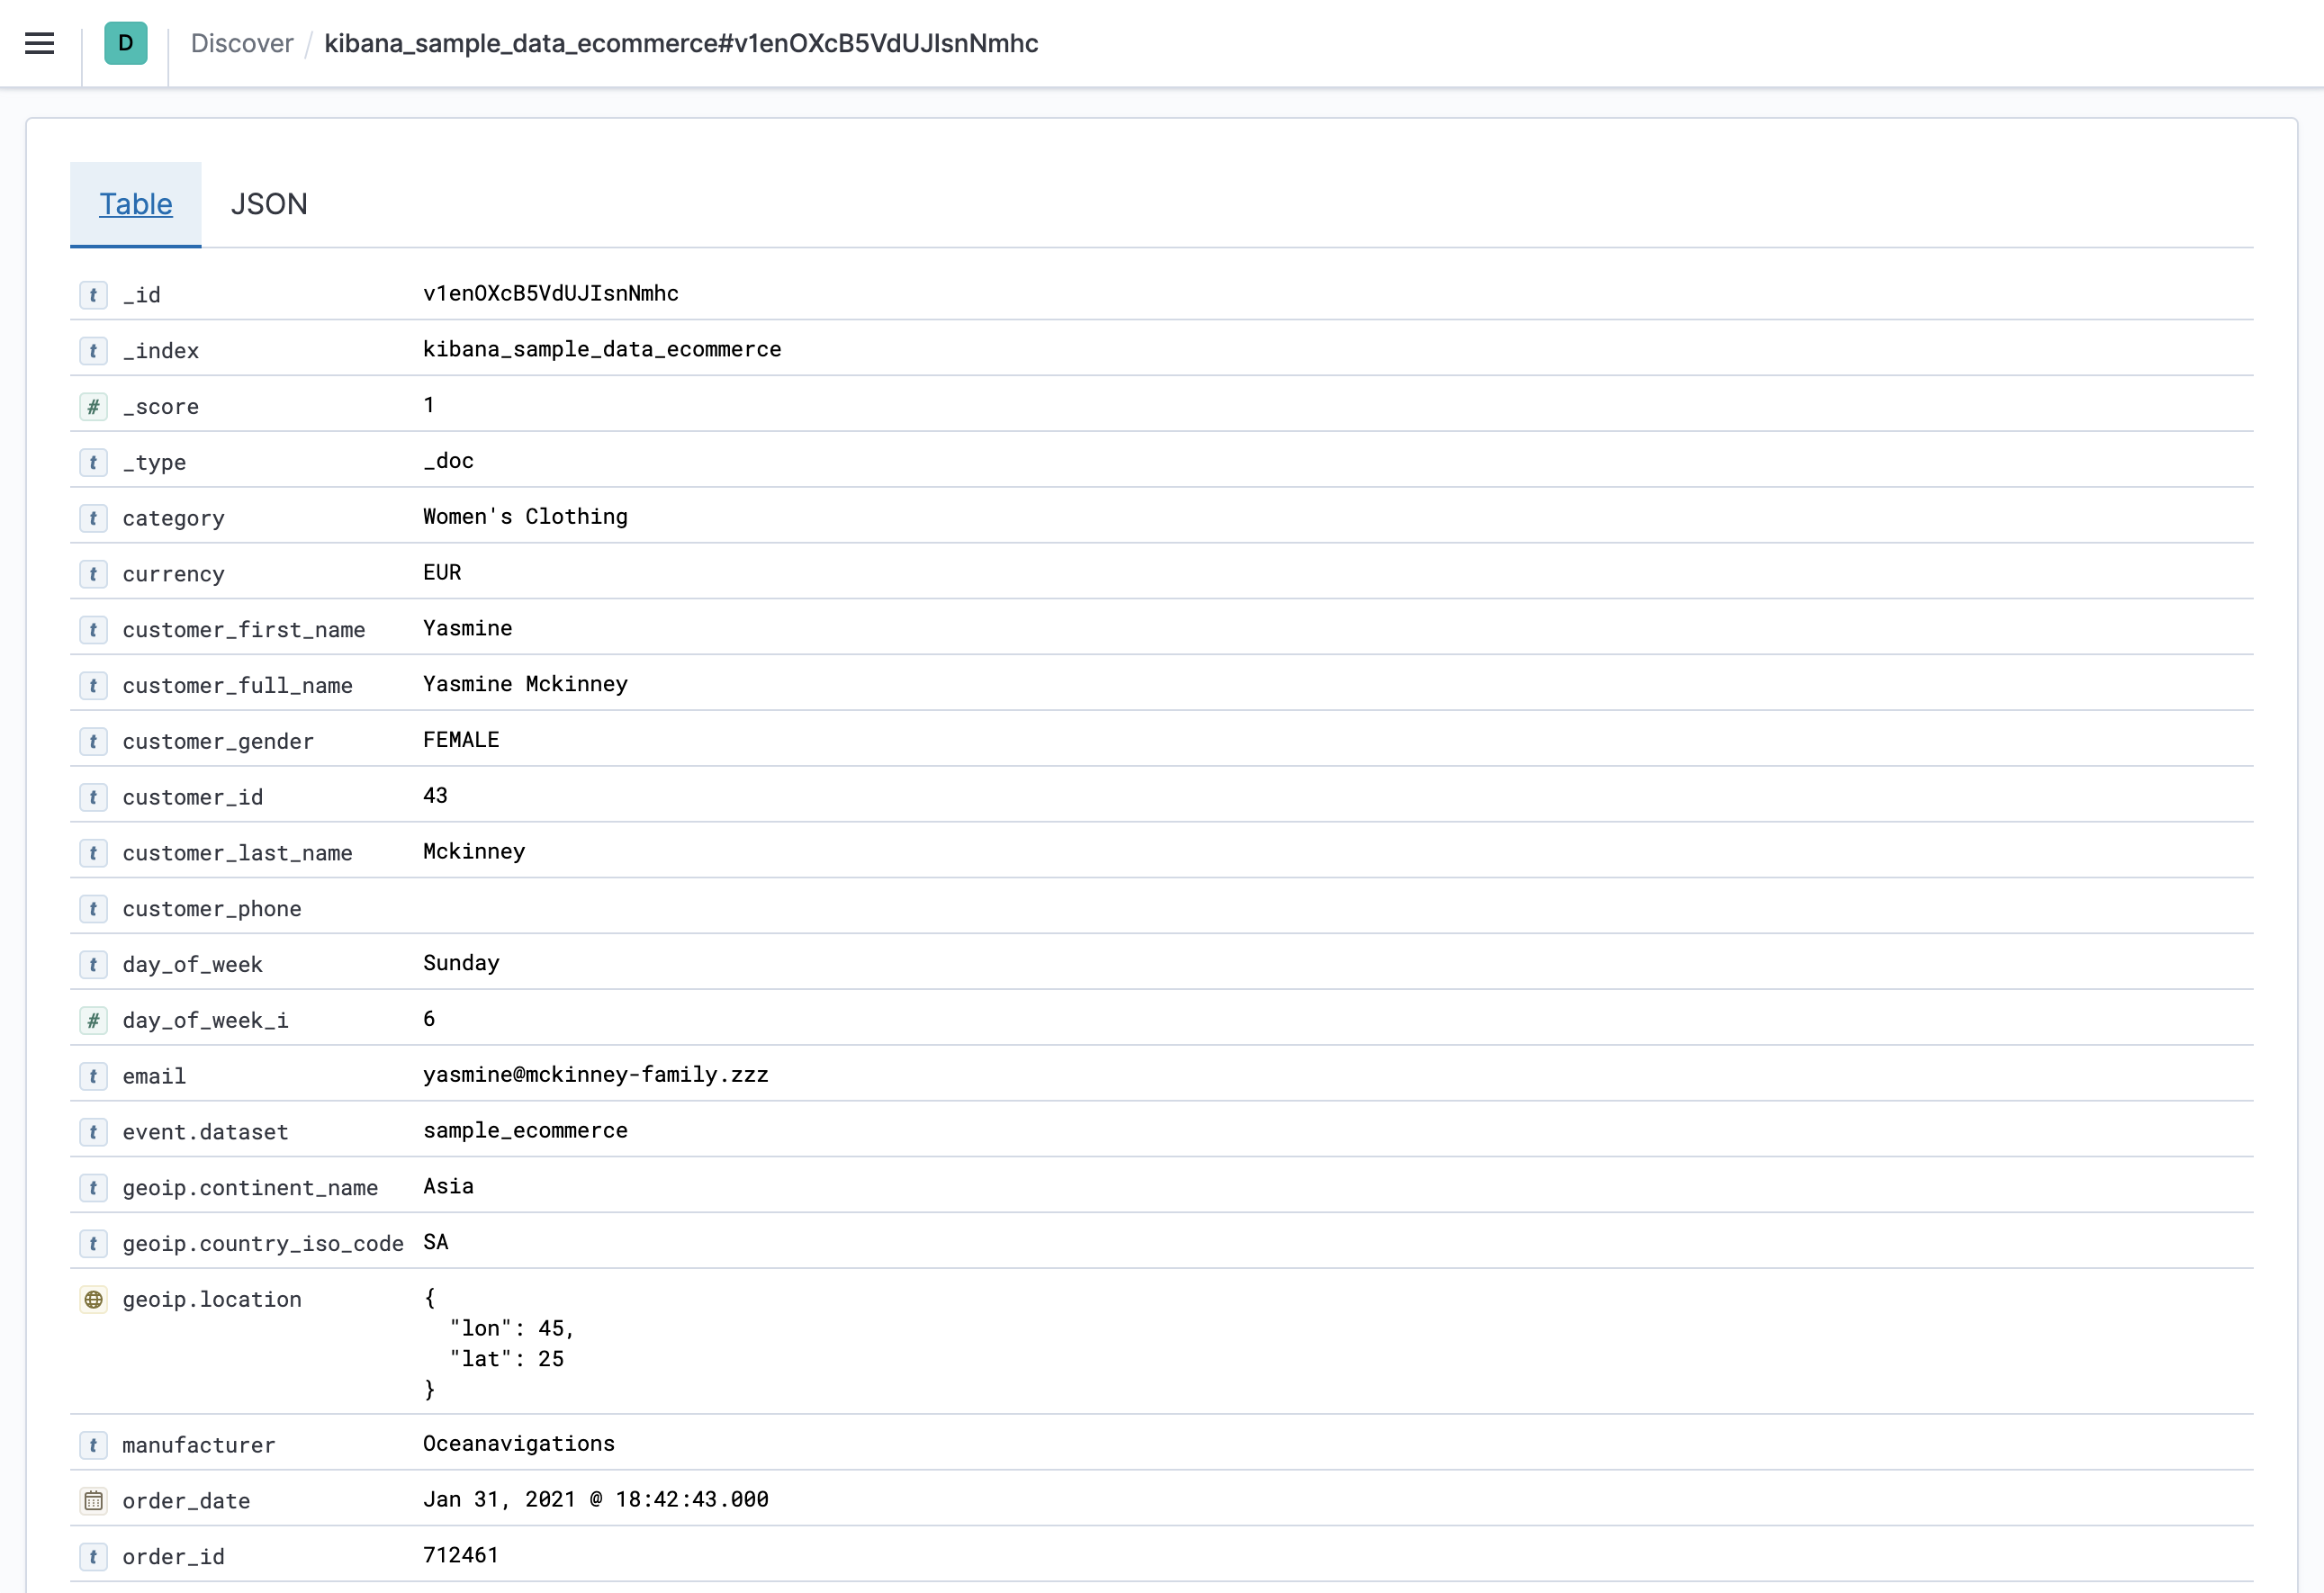 D Discover / kibana_sample_data_ecommerce#v1enOXcB5VdUJIsnNmhc
Table JSON
t _id v1enOXcB5VdUJIsnNmhc
t _index kibana_sample_data_ecommerce
# _score 1
t _type _doc
t category Women's Clothing
t currency EUR
t customer_first_name Yasmine
t customer_full_name Yasmine Mckinney
t customer_gender FEMALE
t customer_id 43
t customer_last_name Mckinney
t customer_phone
t day_of_week Sunday
# day_of_week_i 6
t email yasmine@mckinney-family.zzz
t event.dataset sample_ecommerce
t geoip.continent_name Asia
t geoip.country_iso_code SA
geoip.location {
"lon": 45,
"lat": 25
}
t manufacturer Oceanavigations
order_date Jan 31, 2021 @ 18:42:43.000
t order_id 712461